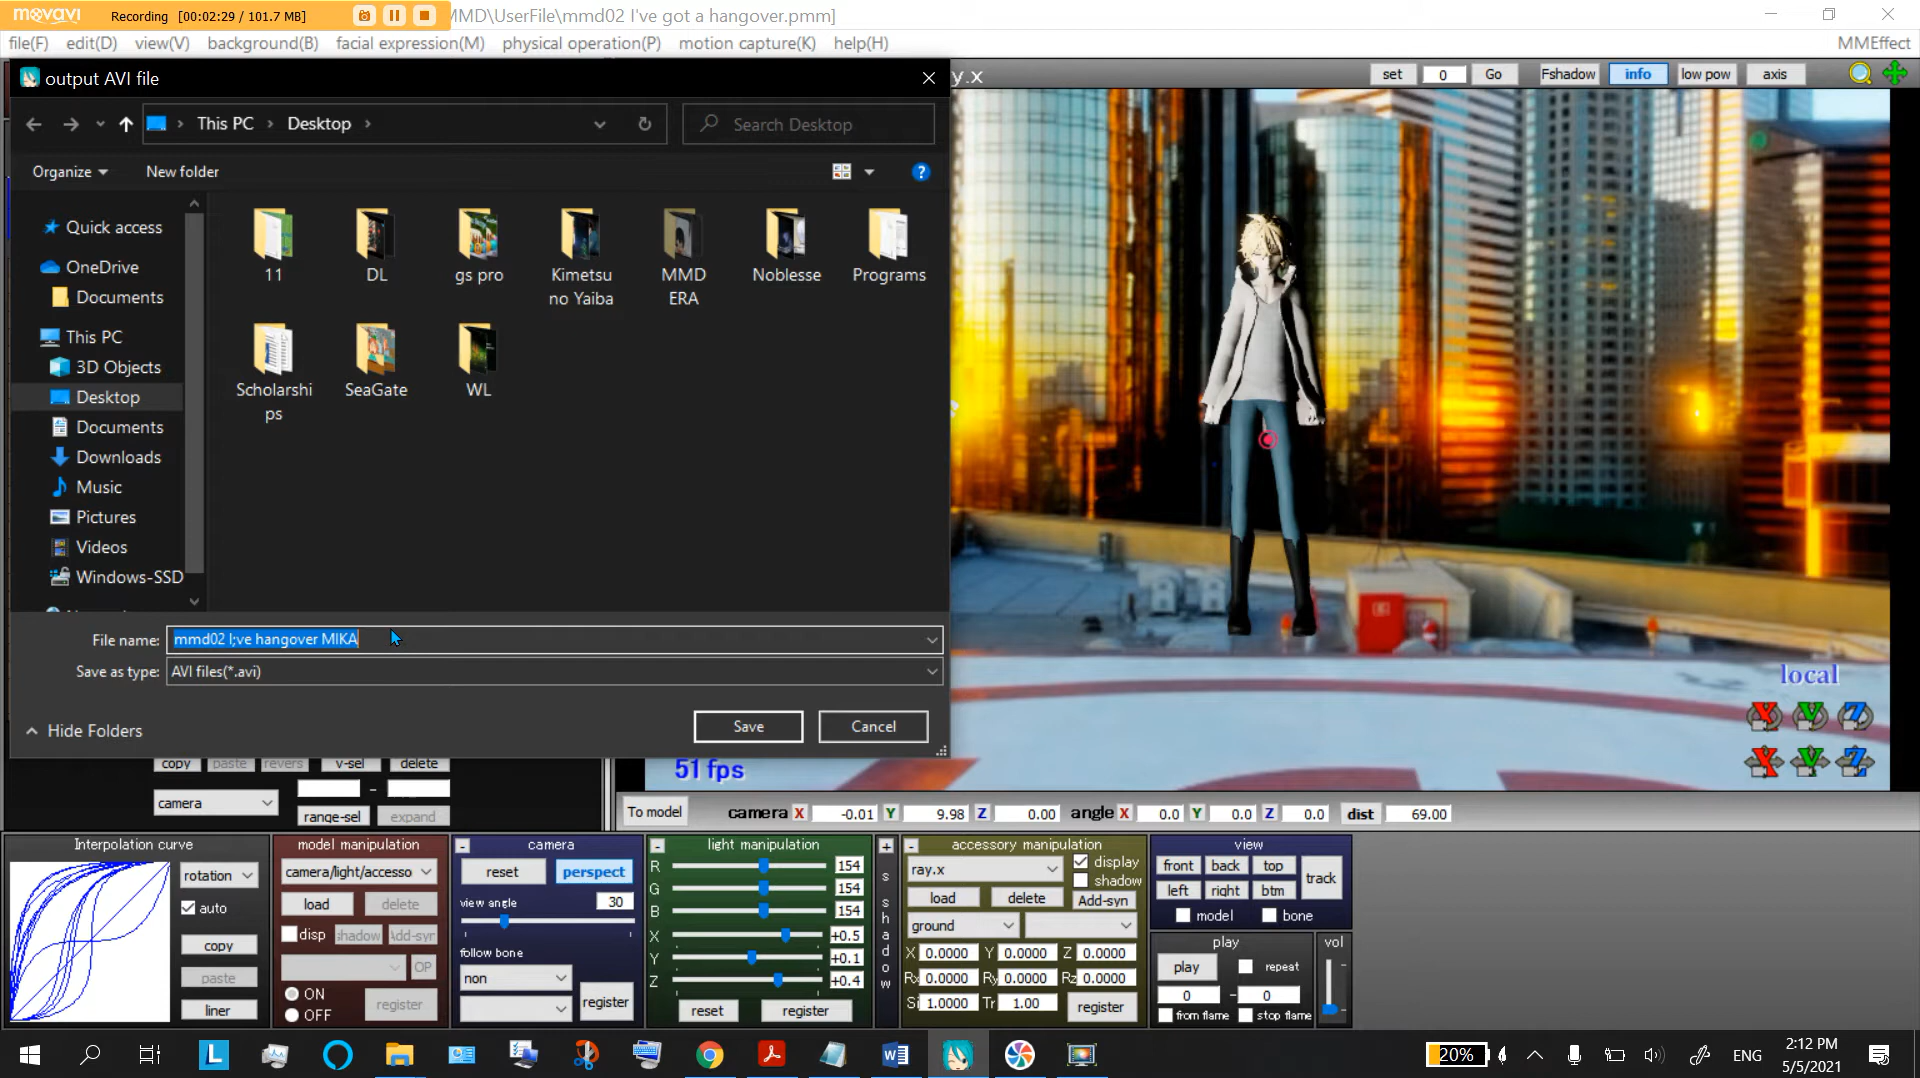 movavi Recording [00:02:29 / 101.7 MB] MMD\UserFile\mmd02 I've got a hangover.pmm]
file(F) edit(D) view(V) background(B) facial expression(M) physical operation(P) motion capture(K) help(H) MMEffect
output AVI file
y.x set 0 Go Fshadow info low pow axis
This PC Desktop Search Desktop
Organize New folder
Quick access
OneDrive
Documents
This PC
3D Objects
Desktop
Documents
Downloads
Music
Pictures
Videos
Windows-SSD
11 DL gs pro Kimetsu no Yaiba MMD ERA Noblesse Programs
Scholarshi
ps
SeaGate WL
File name: mmd02 I;ve hangover MIKA
Save as type: AVI files(*.avi)
Hide Folders Save Cancel
local
X Y Z
X Y Z
51 fps
copy paste revers v-sel delete
camera -
range-sel expand
To model camera X -0.01 Y 9.98 Z 0.00 angle X 0.0 Y 0.0 Z 0.0 dist 69.00
Interpolation curve
rotation
auto
copy
paste
liner
model manipulation
camera/light/accesso
load delete
disp shadow Add-syn
OP
ON
OFF
register
- camera
reset perspect
view angle 30
follow bone
non
register
- light manipulation
R 154
G 154
B 154
X +0.5
Y +0.1
Z +0.4
reset register
+
s
s
h
a
d
o
w
- accessory manipulation
ray.x display
shadow
load delete Add-syn
ground
X 0.0000 Y 0.0000 Z 0.0000
Rx 0.0000 Ry 0.0000 Rz 0.0000
Si 1.0000 Tr 1.00 register
view
front back top track
left right btm
model bone
play
play repeat
0 - 0
from flame stop flame
vol
20% ENG 2:12 PM
5/5/2021